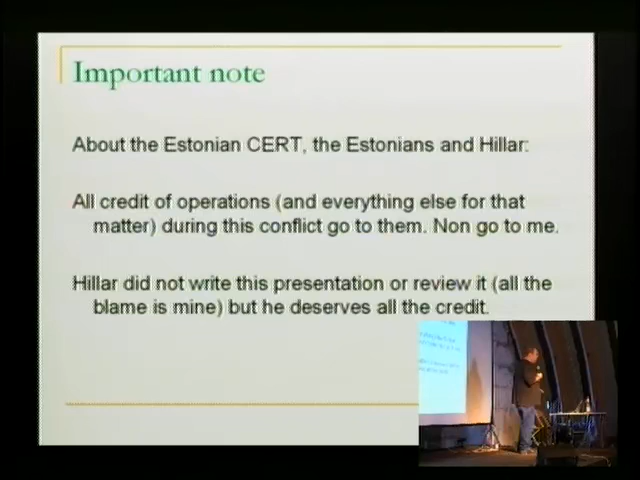 Important note
About the Estonian CERT, the Estonians and Hillar:
All credit of operations (and everything else for that
matter) during this conflict go to them. Non go to me.
Hillar did not write this presentation or review it (all the
blame is mine) but he deserves all the credit.